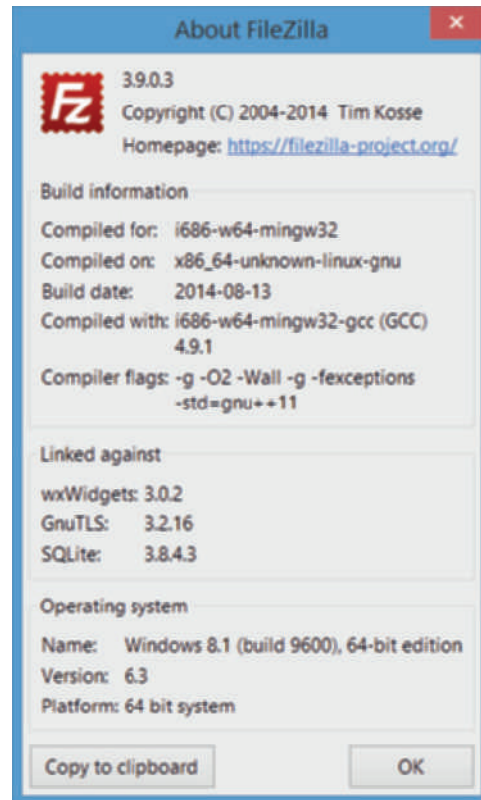 About FileZilla
Fz
3.9.0.3
Copyright (C) 2004-2014 Tim Kosse
Homepage: https://filezilla-project.org/
Build information
Compiled for: i686-w64-mingw32
Compiled on: x86_64-unknown-linux-gnu
Build date: 2014-08-13
Compiled with: i686-w64-mingw32-gcc (GCC)
4.9.1
Compiler flags: -g -O2 -Wall -g -fexceptions
-std=gnu++11
Linked against
wxWidgets: 3.0.2
GnuTLS: 3.2.16
SQLite: 3.8.4.3
Operating system
Name: Windows 8.1 (build 9600), 64-bit edition
Version: 6.3
Platform: 64 bit system
Copy to clipboard
OK